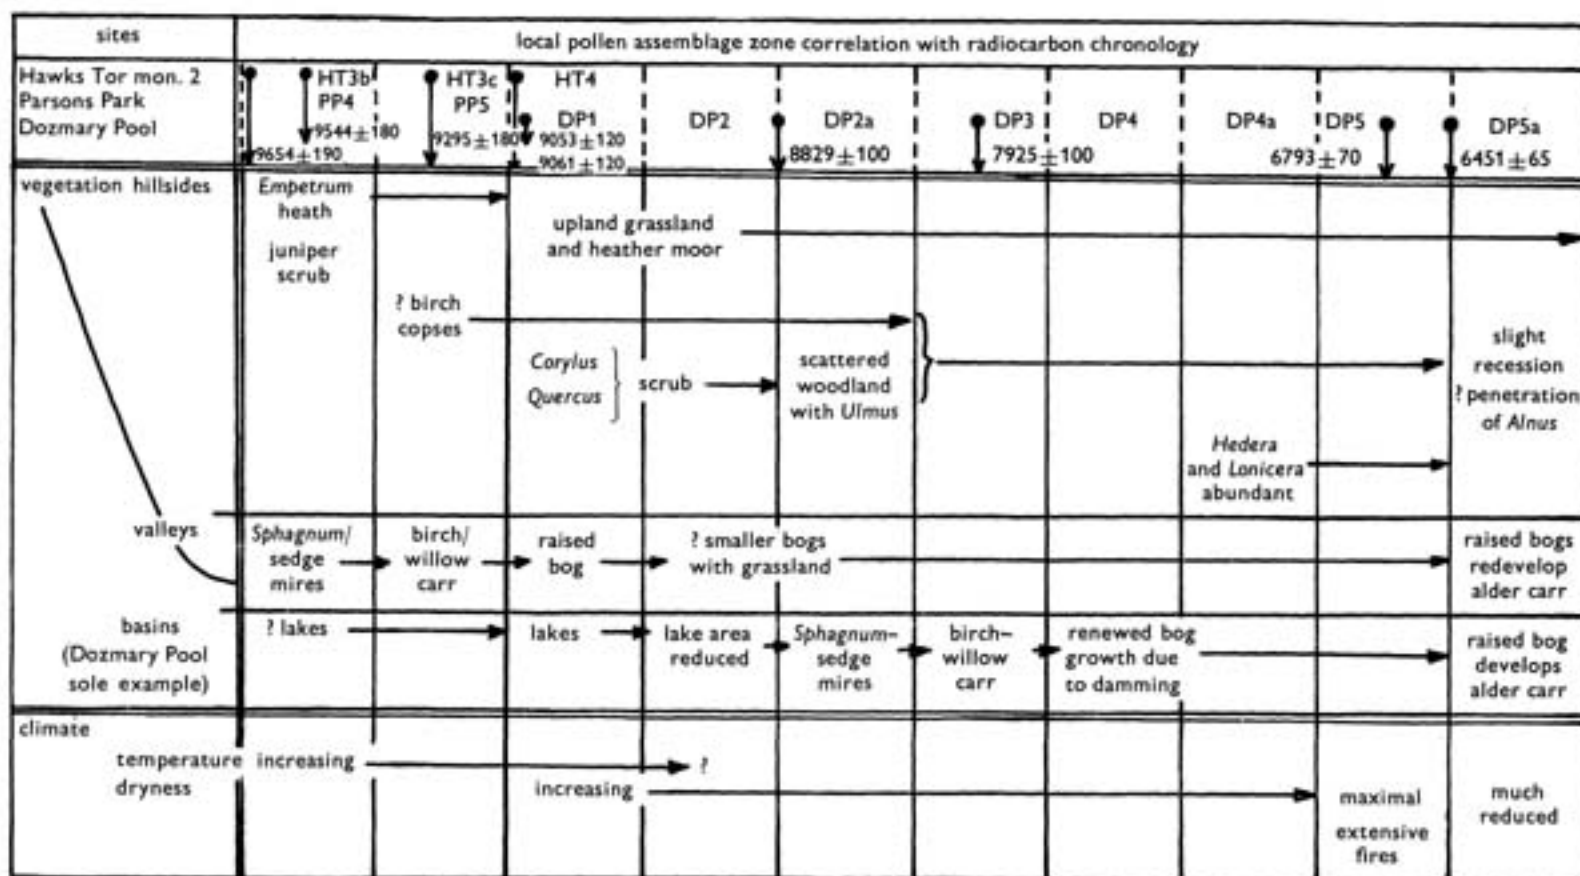 sites
local pollen assemblage zone correlation with radiocarbon chronology
Hawks Tor mon. 2
Parsons Park
Dozmary Pool
HT3b
PP4
9544±180
9654±190
HT3c
PP5
9295±180
HT4
DP1
9053±120
9061±120
DP2
DP2a
8829±100
DP3
7925±100
DP4
DP4a
DP5
6793±70
DP5a
6451±65
vegetation hillsides
Empetrum
heath
juniper
scrub
upland grassland
and heather moor
? birch
copses
Corylus
Quercus
scrub
scattered
woodland
with Ulmus
slight
recession
? penetration
of Alnus
Hedera
and Lonicera
abundant
valleys
Sphagnum/
sedge
mires
birch/
willow
carr
raised
bog
? smaller bogs
with grassland
raised bogs
redevelop
alder carr
basins
(Dozmary Pool
sole example)
? lakes
lakes
lake area
reduced
Sphagnum–
sedge
mires
birch–
willow
carr
renewed bog
growth due
to damming
raised bog
develops
alder carr
climate
temperature increasing
?
dryness
increasing
maximal
extensive
fires
much
reduced